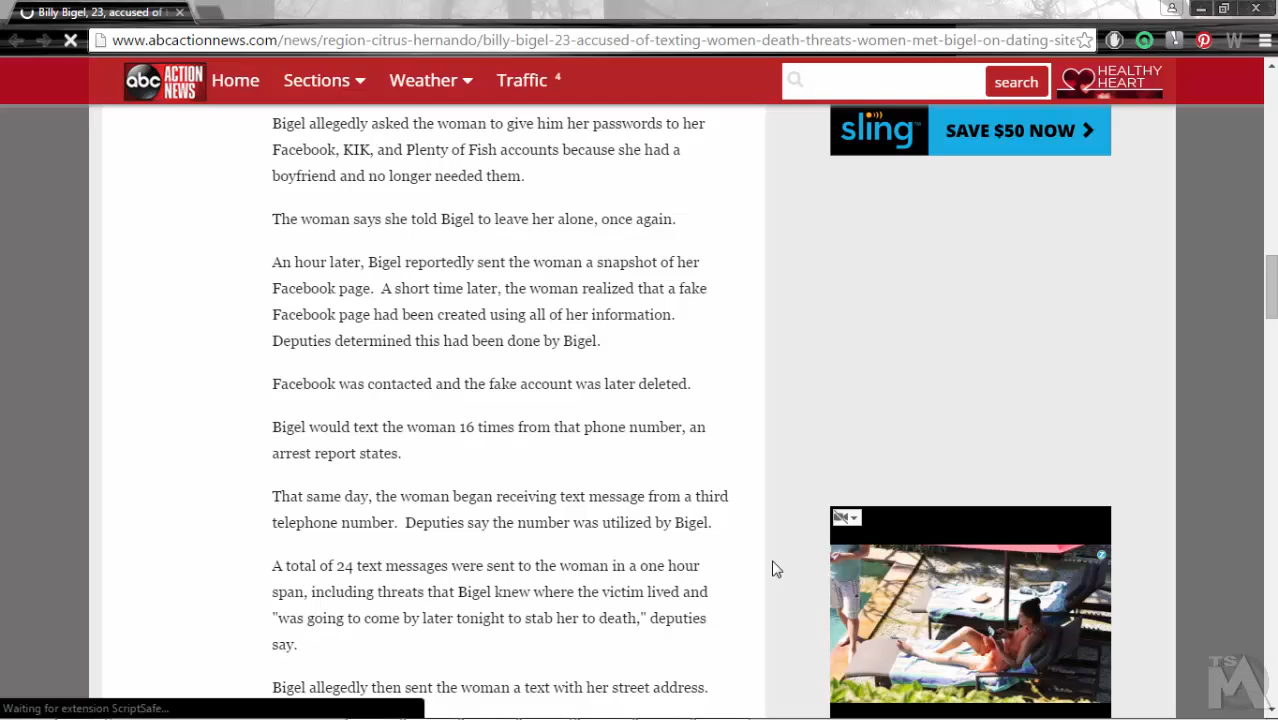 Billy Bigel, 23, accused of
www.abcactionnews.com/news/region-citrus-hernando/billy-bigel-23-accused-of-texting-women-death-threats-women-met-bigel-on-dating-site
abc ACTION NEWS
Home
Sections
Weather
Traffic 4
search
HEALTHY HEART
Bigel allegedly asked the woman to give him her passwords to her
Facebook, KIK, and Plenty of Fish accounts because she had a
boyfriend and no longer needed them.
sling
SAVE $50 NOW
The woman says she told Bigel to leave her alone, once again.
An hour later, Bigel reportedly sent the woman a snapshot of her
Facebook page. A short time later, the woman realized that a fake
Facebook page had been created using all of her information.
Deputies determined this had been done by Bigel.
Facebook was contacted and the fake account was later deleted.
Bigel would text the woman 16 times from that phone number, an
arrest report states.
That same day, the woman began receiving text message from a third
telephone number. Deputies say the number was utilized by Bigel.
A total of 24 text messages were sent to the woman in a one hour
span, including threats that Bigel knew where the victim lived and
"was going to come by later tonight to stab her to death," deputies
say.
Bigel allegedly then sent the woman a text with her street address.
Waiting for extension ScriptSafe...
TS